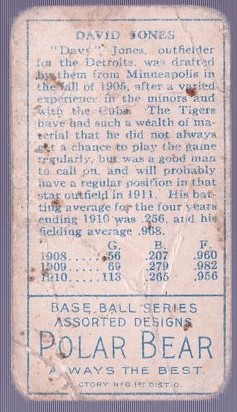 DAVID JONES
"Davy" Jones, outfielder
for the Detroits, was drafted
by them from Minneapolis in
the fall of 1905, after a varied
experience in the minors and
with the Cubs. The Tigers
have had such a wealth of ma-
terial that he did not always
get a chance to play the game
regularly, but was a good man
to call on, and will probably
have a regular position in that
star outfield in 1911. His bat-
ting average for the four years
ending 1910 was .256, and his
fielding average .968.
G. B. F.
1908 56 .207 .960
1909 69 .279 .982
1910 113 .265 .956
BASE BALL SERIES
ASSORTED DESIGNS
POLAR BEAR
ALWAYS THE BEST.
CTORY No. 6, 1ST DIST. O.